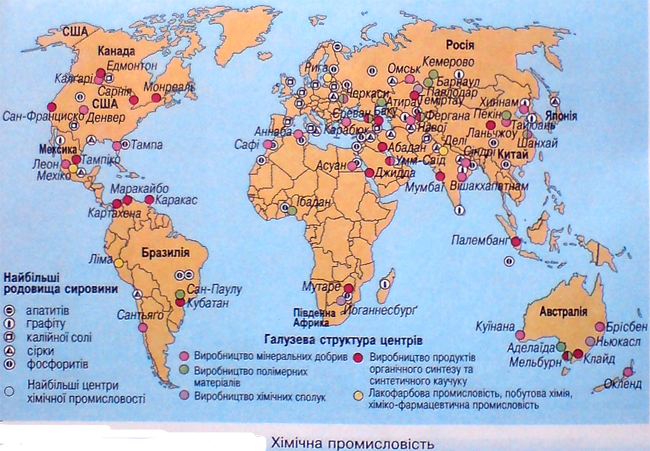 США
Канада
Едмонтон
Калгарі
Сарнія
Монреаль
США
Сан-Франциско
Денвер
Тампа
Мексика
Леон
Тампіко
Мехіко
Маракайбо
Картахена
Каракас
Ліма
Бразилія
Сан-Паулу
Кубатан
Сантьяго
Росія
Рига
Омськ
Кемерово
Барнаул
Павлодар
Теміртау
Черкаси
Атирау
Єреван
Баку
Фергана
Навої
Карабюк
Аннаба
Сафі
Асуан
Абадан
Умм-Саїд
Джидда
Делі
Сіндрі
Мумбаї
Вішакхапатнам
Хіннам
Пекін
Тайбань
Ланьчжоу
Шанхай
Китай
Японія
Ібадан
Палембанг
Мутаре
Йоганнесбург
Південна
Африка
Австралія
Куїнана
Брісбен
Ньюкасл
Аделаїда
Мельбурн
Клайд
Окленд
Найбільші
родовища сировини
апатитів
графіту
калійної солі
сірки
фосфоритів
Найбільші центри
хімічної промисловості
Галузева структура центрів
Виробництво мінеральних добрив
Виробництво полімерних
матеріалів
Виробництво хімічних сполук
Виробництво продуктів
органічного синтезу та
синтетичного каучуку
Лакофарбова промисловість, побутова хімія,
хіміко-фармацевтична промисловість
Хімічна промисловість